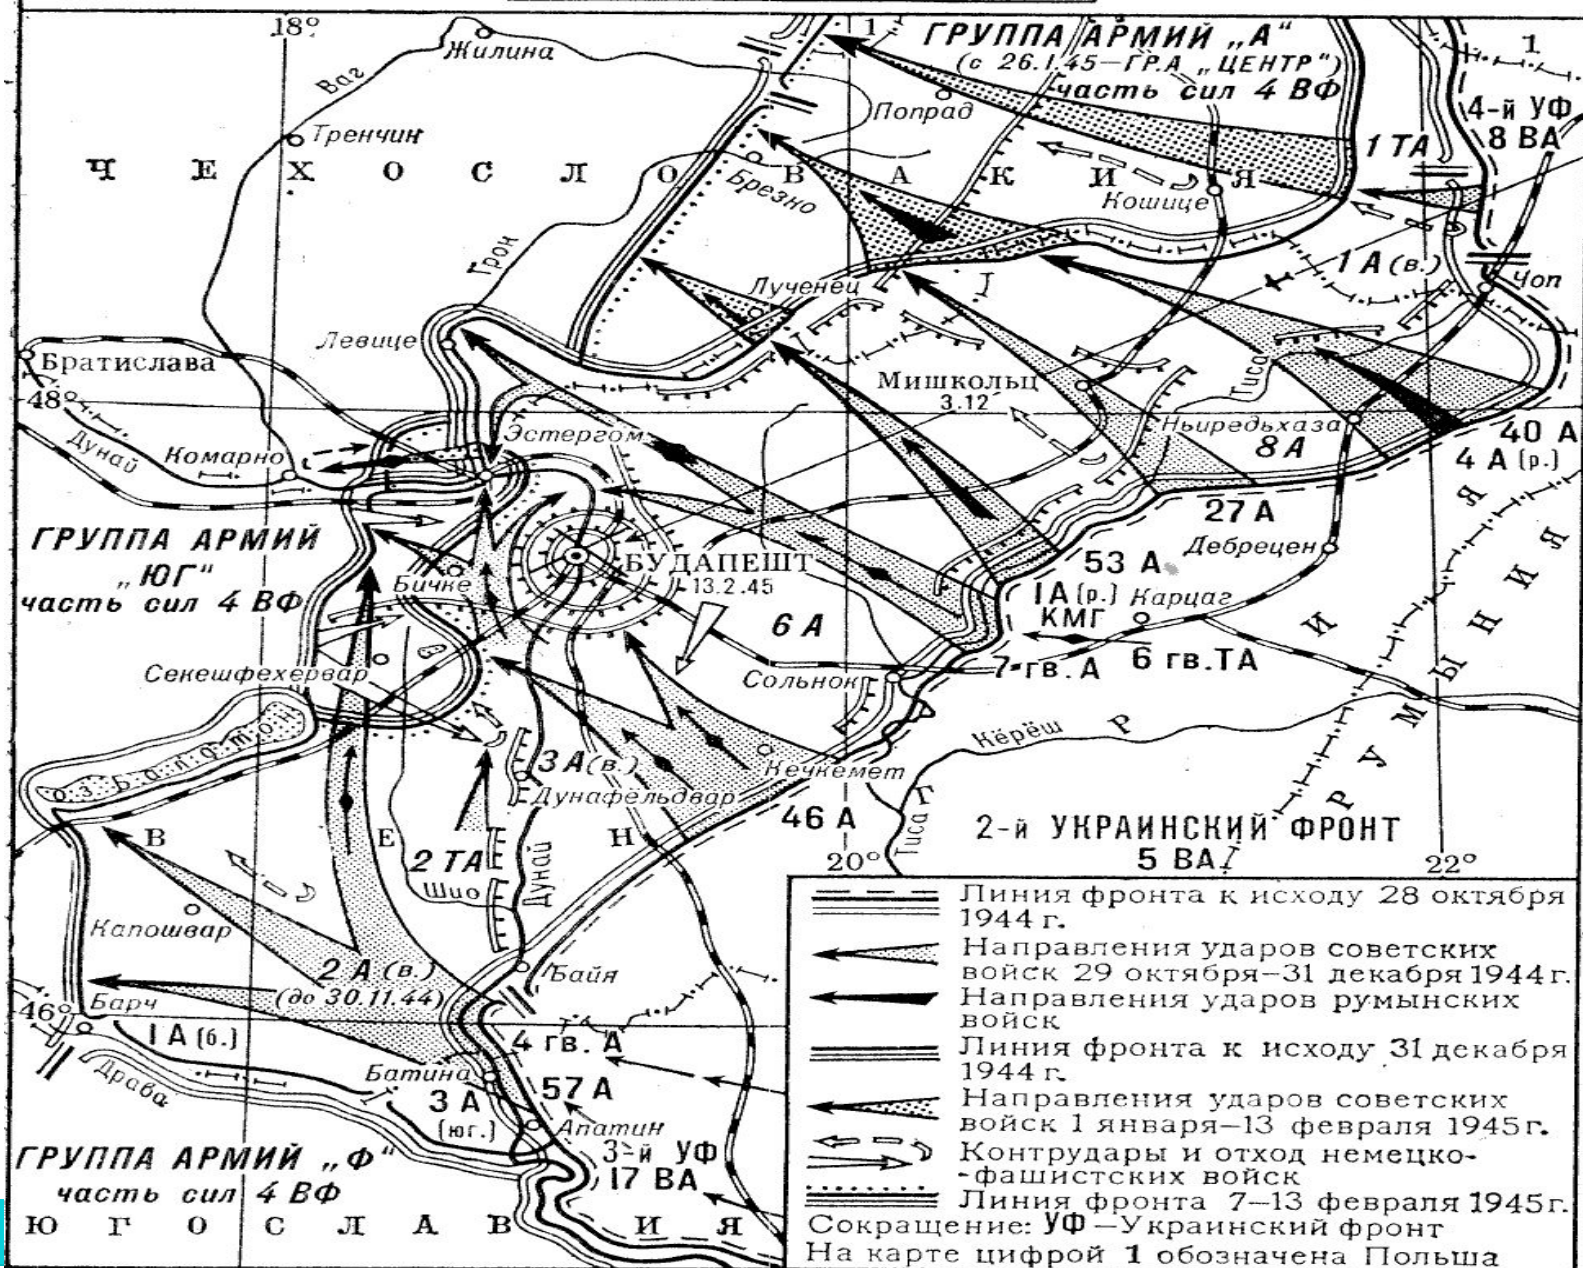 18°
Жилина
Ваг
ГРУППА АРМИЙ „А“
(с 26.1.45—ГР.А „ЦЕНТР")
часть сил 4 ВФ
1
1
Попрад
4-й УФ
8 ВА
Тренчин
1 ТА
ЧЕХОСЛОВАКИЯ
Брезно
Кошице
Грон
1 А (в.)
Чоп
Лученец
Левице
Братислава
Мишкольц
3.12
Тиса
48°
Дунай
Комарно
Эстергом
Ньиредьхаза
8 А
40 А
4 А (р.)
27 А
Дебрецен
ГРУППА АРМИЙ
„ЮГ"
часть сил 4 ВФ
БУДАПЕШТ
13.2.45
53 А
1А (р.)
КМГ
Карцаг
Бичке
6 А
7 гв. А
6 гв.ТА
Секешфехервар
Сольнок
Кёрёш
РУМЫНИЯ
оз. Балатон
3 А (в.)
Кечкемет
Дунафельдвар
46 А
Тиса
2-й УКРАИНСКИЙ ФРОНТ
5 ВА
ВЕНГРИЯ
2 ТА
20°
22°
Шио
Дунай
Капошвар
2 А (в.)
(до 30.11.44)
Байя
46°
Барч
1 А (б.)
4 гв. А
Драва
Батина
57 А
3 А
(юг.)
Апатин
3-й УФ
17 ВА
ГРУППА АРМИЙ „Ф“
часть сил 4 ВФ
ЮГОСЛАВИЯ
Линия фронта к исходу 28 октября
1944 г.
Направления ударов советских
войск 29 октября—31 декабря 1944 г.
Направления ударов румынских
войск
Линия фронта к исходу 31 декабря
1944 г.
Направления ударов советских
войск 1 января—13 февраля 1945г.
Контрудары и отход немецко-
-фашистских войск
Линия фронта 7—13 февраля 1945г.
Сокращение: УФ—Украинский фронт
На карте цифрой 1 обозначена Польша